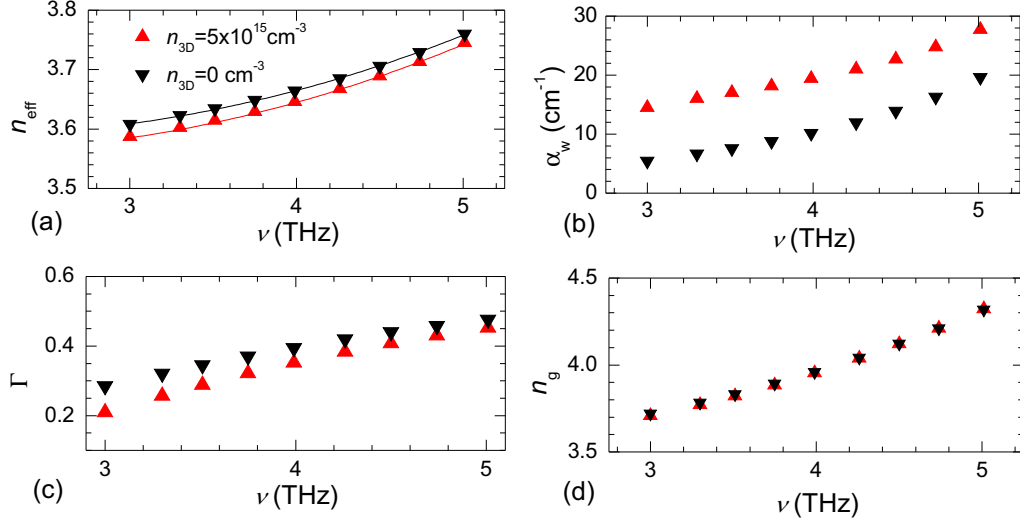 3.8
3.7
3.6
3.5
n_eff
n_3D=5x10^15cm^-3
n_3D=0 cm^-3
3
4
5
ν (THz)
(a)
30
20
10
0
α_w (cm^-1)
3
4
5
ν (THz)
(b)
0.6
0.4
0.2
Γ
3
4
5
ν (THz)
(c)
4.5
4.0
3.5
n_g
3
4
5
ν (THz)
(d)